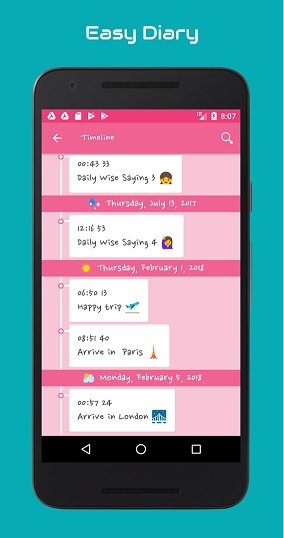 Easy Diary
8:07
Timeline
00:43 33
Daily Wise Saying 3
Thursday, July 13, 2017
12:16 53
Daily Wise Saying 4
Thursday, February 1, 2018
06:50 13
Happy trip
08:51 40
Arrive in Paris
Monday, February 5, 2018
00:57 24
Arrive in London